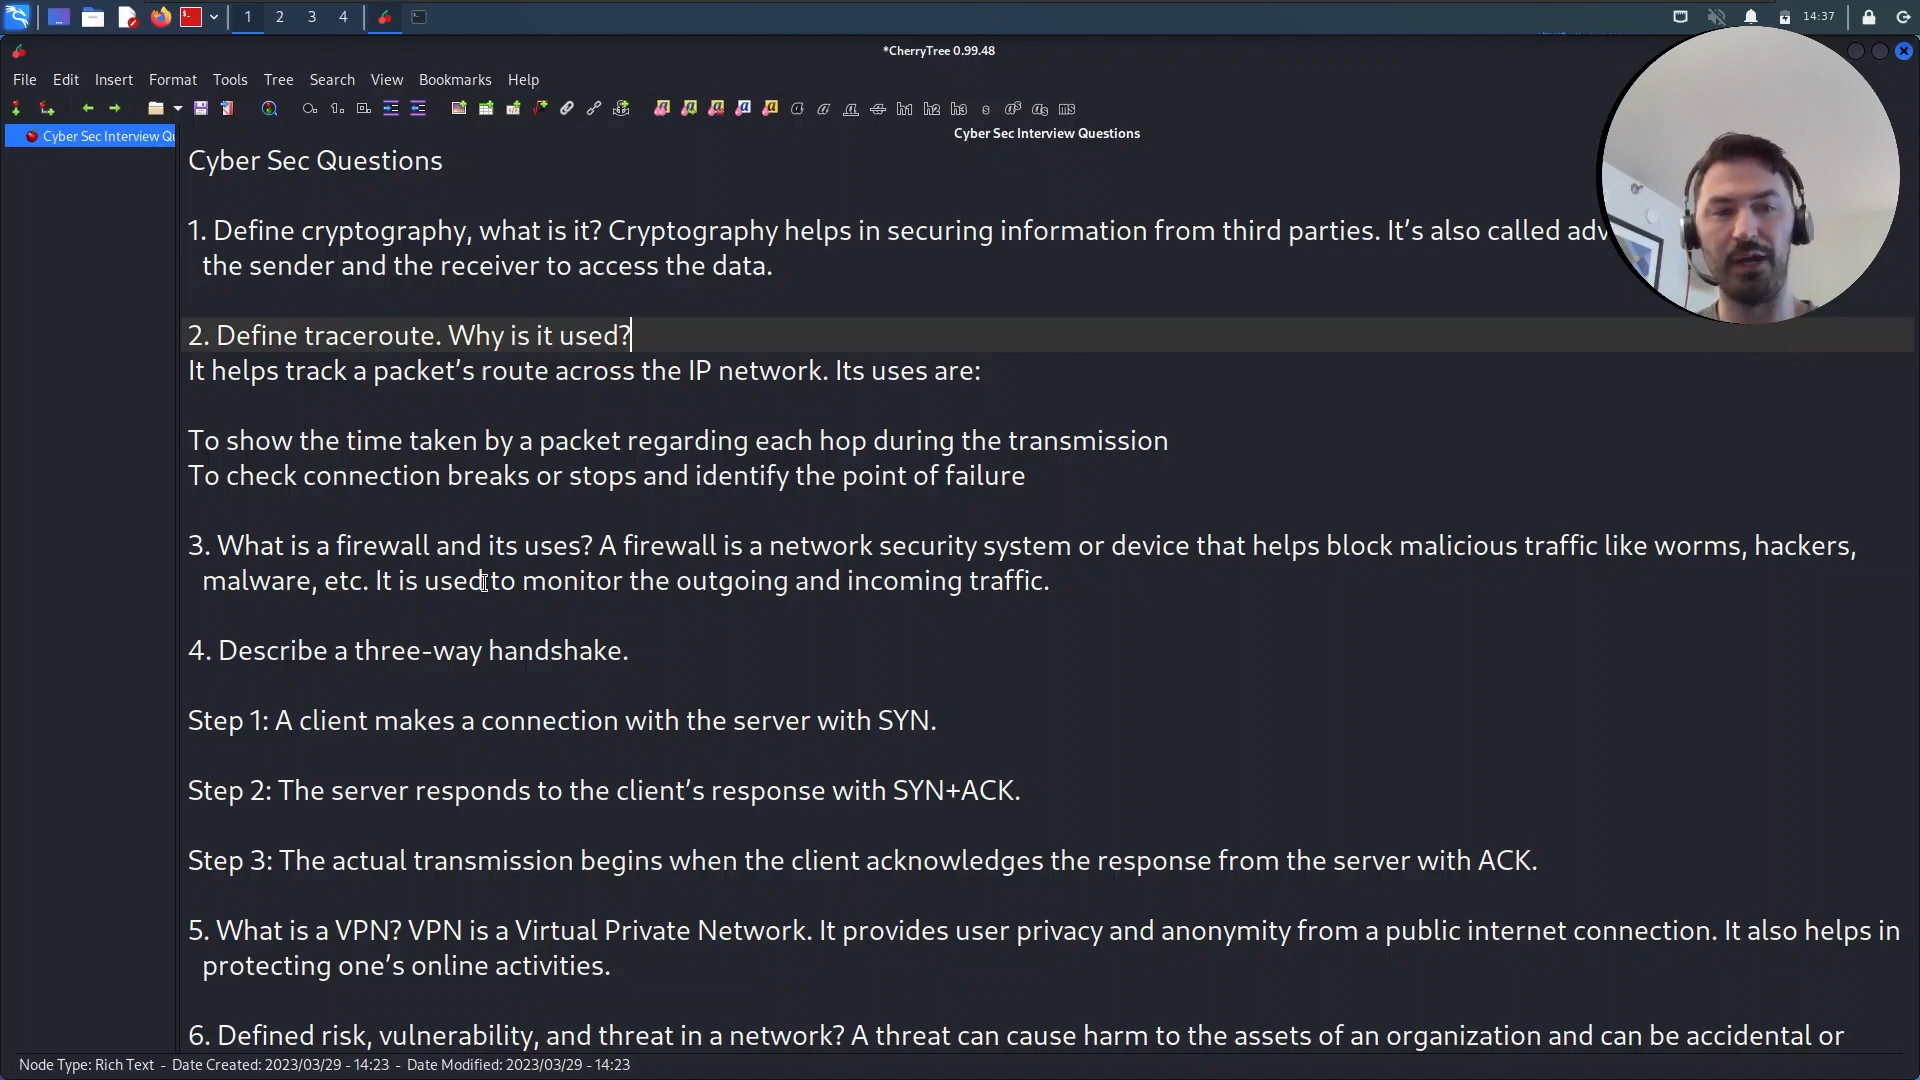 1 2 3 4
14:37
*CherryTree 0.99.48
File Edit Insert Format Tools Tree Search View Bookmarks Help
Cyber Sec Interview Qu
Cyber Sec Interview Questions
Cyber Sec Questions
1. Define cryptography, what is it? Cryptography helps in securing information from third parties. It’s also called adv
the sender and the receiver to access the data.
2. Define traceroute. Why is it used?
It helps track a packet’s route across the IP network. Its uses are:
To show the time taken by a packet regarding each hop during the transmission
To check connection breaks or stops and identify the point of failure
3. What is a firewall and its uses? A firewall is a network security system or device that helps block malicious traffic like worms, hackers,
malware, etc. It is used to monitor the outgoing and incoming traffic.
4. Describe a three-way handshake.
Step 1: A client makes a connection with the server with SYN.
Step 2: The server responds to the client’s response with SYN+ACK.
Step 3: The actual transmission begins when the client acknowledges the response from the server with ACK.
5. What is a VPN? VPN is a Virtual Private Network. It provides user privacy and anonymity from a public internet connection. It also helps in
protecting one’s online activities.
6. Defined risk, vulnerability, and threat in a network? A threat can cause harm to the assets of an organization and can be accidental or
Node Type: Rich Text - Date Created: 2023/03/29 - 14:23 - Date Modified: 2023/03/29 - 14:23